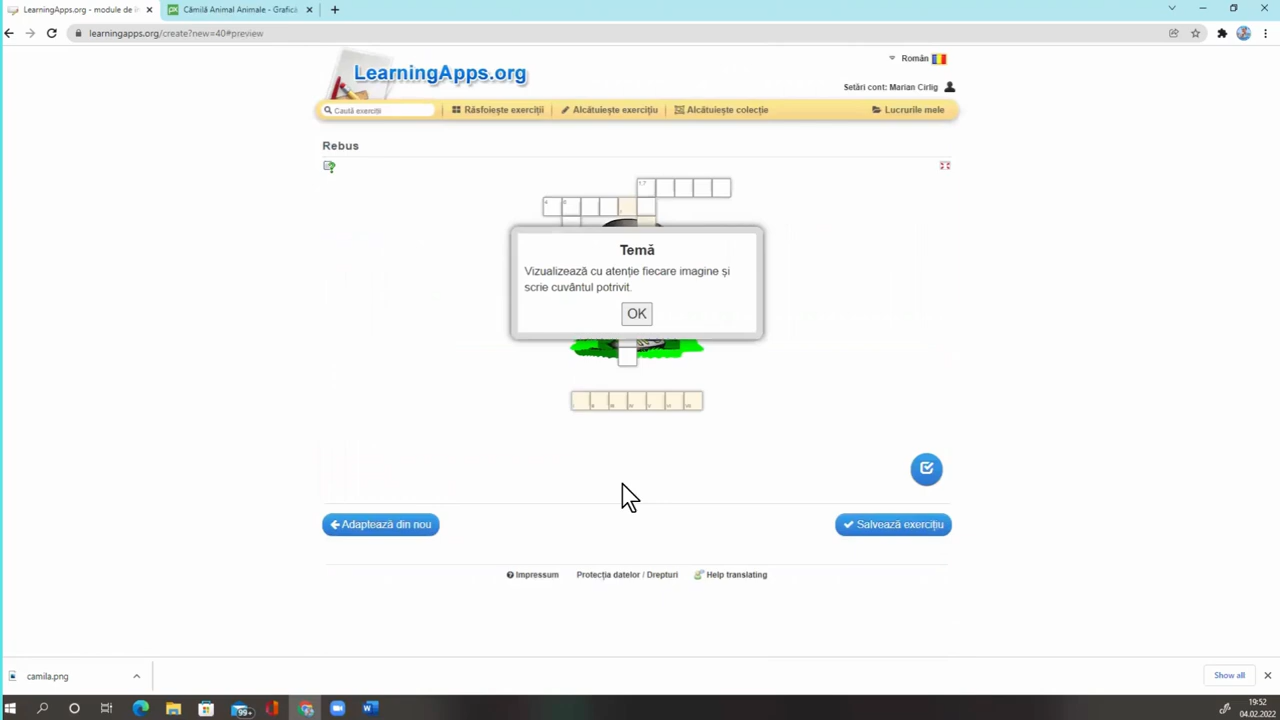 LearningApps.org - module de î
Cămilă Animal Animale - Grafică
learningapps.org/create?new=40#preview
LearningApps.org
Român
Setări cont: Marian Cirlig
Caută exerciții
Răsfoiește exerciții
Alcătuiește exercițiu
Alcătuiește colecție
Lucrurile mele
Rebus
Temă
Vizualizează cu atenție fiecare imagine și
scrie cuvântul potrivit.
OK
Adaptează din nou
Salvează exercițiu
Impressum
Protecția datelor / Drepturi
Help translating
camila.png
Show all
99+
19:52
04.02.2022